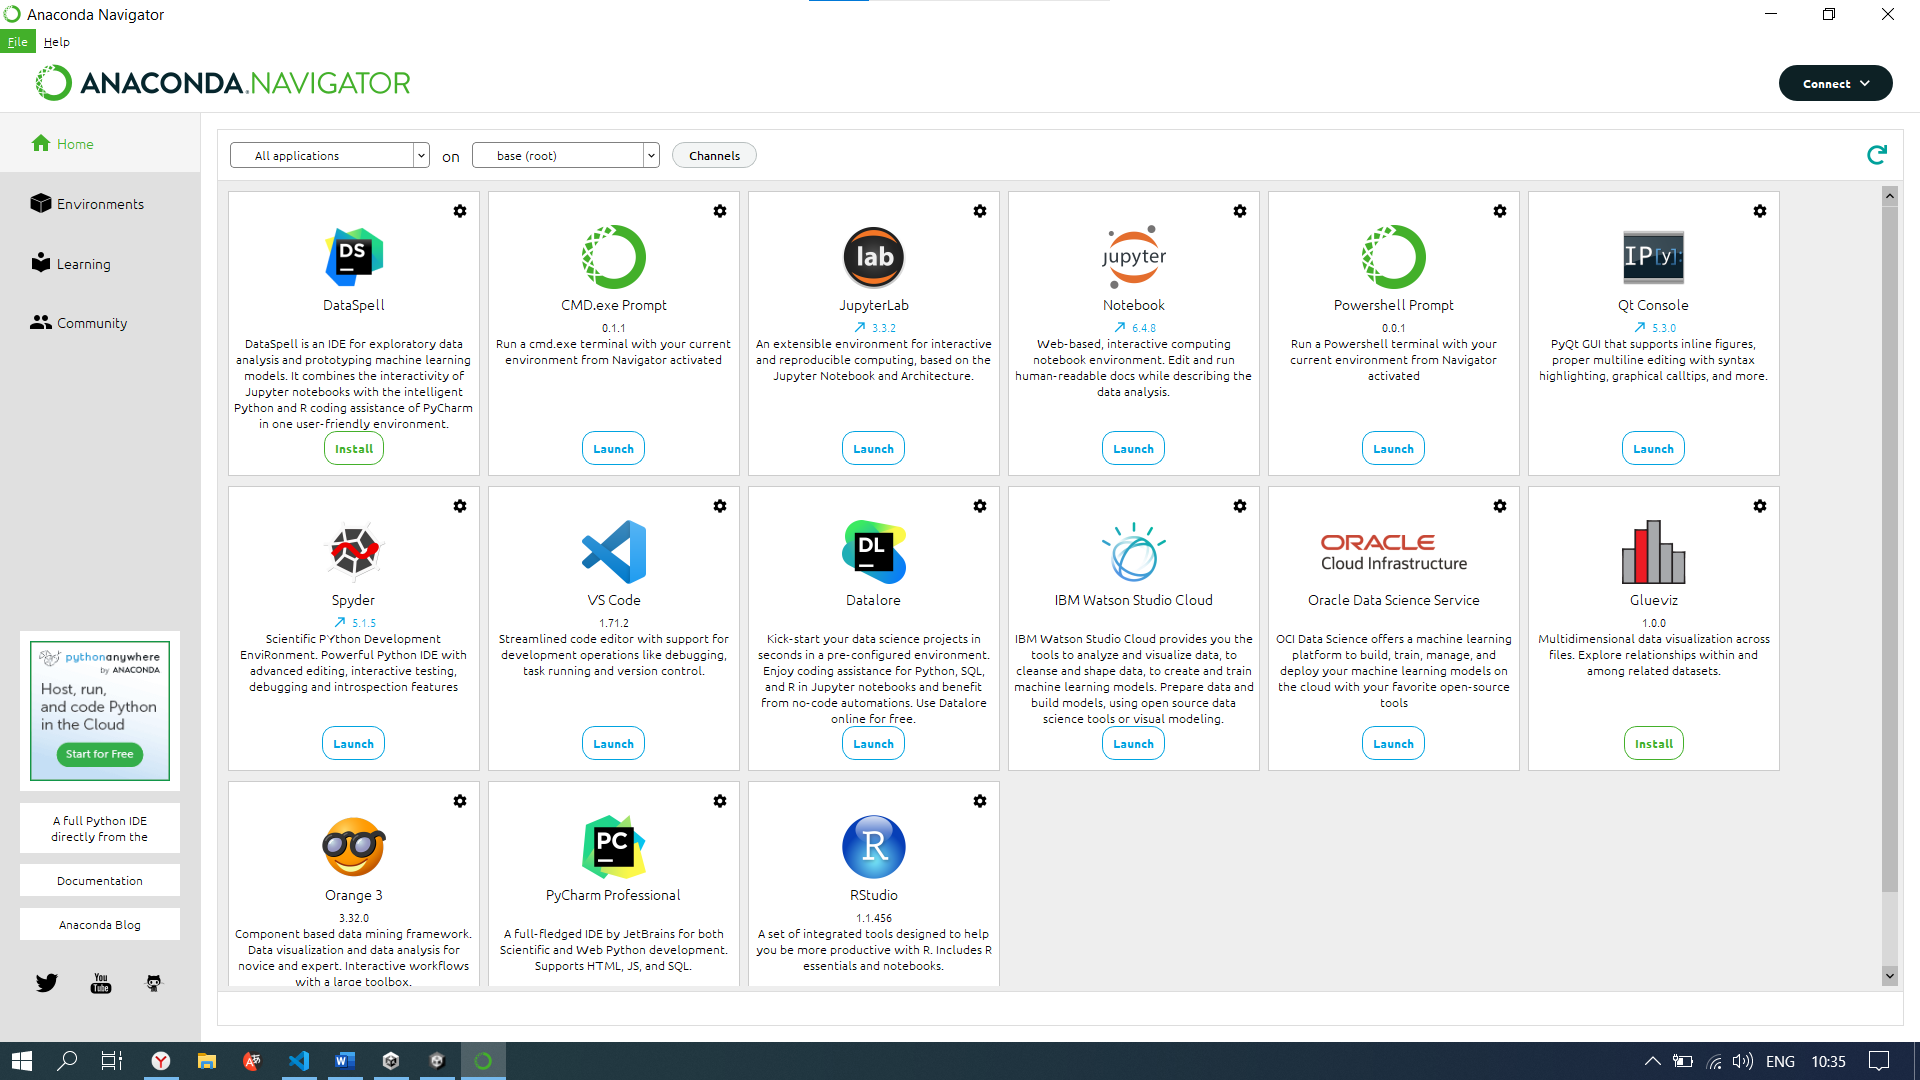 Anaconda Navigator
File Help
ANACONDA.NAVIGATOR
Connect
Home
Environments
Learning
Community
All applications on base (root) Channels
DS
DataSpell
DataSpell is an IDE for exploratory data
analysis and prototyping machine learning
models. It combines the interactivity of
Jupyter notebooks with the intelligent
Python and R coding assistance of PyCharm
in one user-friendly environment.
Install
CMD.exe Prompt
0.1.1
Run a cmd.exe terminal with your current
environment from Navigator activated
Launch
lab
JupyterLab
3.3.2
An extensible environment for interactive
and reproducible computing, based on the
Jupyter Notebook and Architecture.
Launch
jupyter
Notebook
6.4.8
Web-based, interactive computing
notebook environment. Edit and run
human-readable docs while describing the
data analysis.
Launch
Powershell Prompt
0.0.1
Run a Powershell terminal with your
current environment from Navigator
activated
Launch
IP[y]:
Qt Console
5.3.0
PyQt GUI that supports inline figures,
proper multiline editing with syntax
highlighting, graphical calltips, and more.
Launch
Spyder
5.1.5
Scientific PYthon Development
EnviRonment. Powerful Python IDE with
advanced editing, interactive testing,
debugging and introspection features
Launch
VS Code
1.71.2
Streamlined code editor with support for
development operations like debugging,
task running and version control.
Launch
DL
Datalore
Kick-start your data science projects in
seconds in a pre-configured environment.
Enjoy coding assistance for Python, SQL,
and R in Jupyter notebooks and benefit
from no-code automations. Use Datalore
online for free.
Launch
IBM Watson Studio Cloud
IBM Watson Studio Cloud provides you the
tools to analyze and visualize data, to
cleanse and shape data, to create and train
machine learning models. Prepare data and
build models, using open source data
science tools or visual modeling.
Launch
ORACLE
Cloud Infrastructure
Oracle Data Science Service
OCI Data Science offers a machine learning
platform to build, train, manage, and
deploy your machine learning models on
the cloud with your favorite open-source
tools
Launch
Glueviz
1.0.0
Multidimensional data visualization across
files. Explore relationships within and
among related datasets.
Install
Orange 3
3.32.0
Component based data mining framework.
Data visualization and data analysis for
novice and expert. Interactive workflows
with a large toolbox.
PC
PyCharm Professional
A full-fledged IDE by JetBrains for both
Scientific and Web Python development.
Supports HTML, JS, and SQL.
R
RStudio
1.1.456
A set of integrated tools designed to help
you be more productive with R. Includes R
essentials and notebooks.
pythonanywhere
by ANACONDA
Host, run,
and code Python
in the Cloud
Start for Free
A full Python IDE
directly from the
Documentation
Anaconda Blog
You
Tube
ENG 10:35